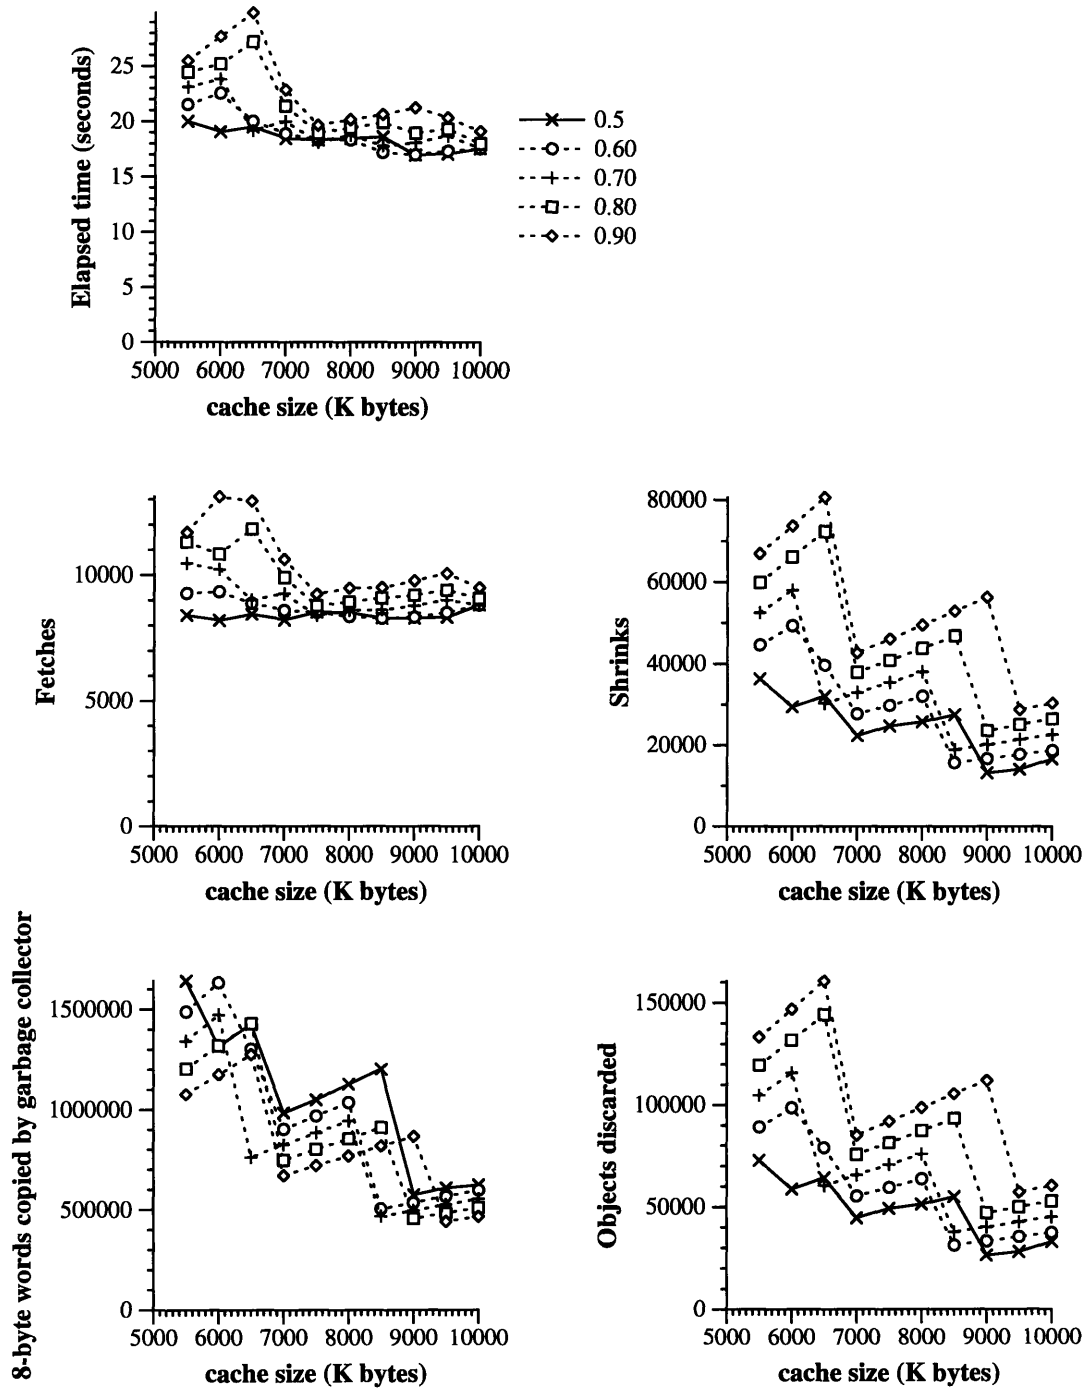 Elapsed time (seconds)
25
20
15
10
5
0
5000 6000 7000 8000 9000 10000
cache size (K bytes)
0.5
0.60
0.70
0.80
0.90
Fetches
10000
5000
0
5000 6000 7000 8000 9000 10000
cache size (K bytes)
Shrinks
80000
60000
40000
20000
0
5000 6000 7000 8000 9000 10000
cache size (K bytes)
8-byte words copied by garbage collector
1500000
1000000
500000
0
5000 6000 7000 8000 9000 10000
cache size (K bytes)
Objects discarded
150000
100000
50000
0
5000 6000 7000 8000 9000 10000
cache size (K bytes)